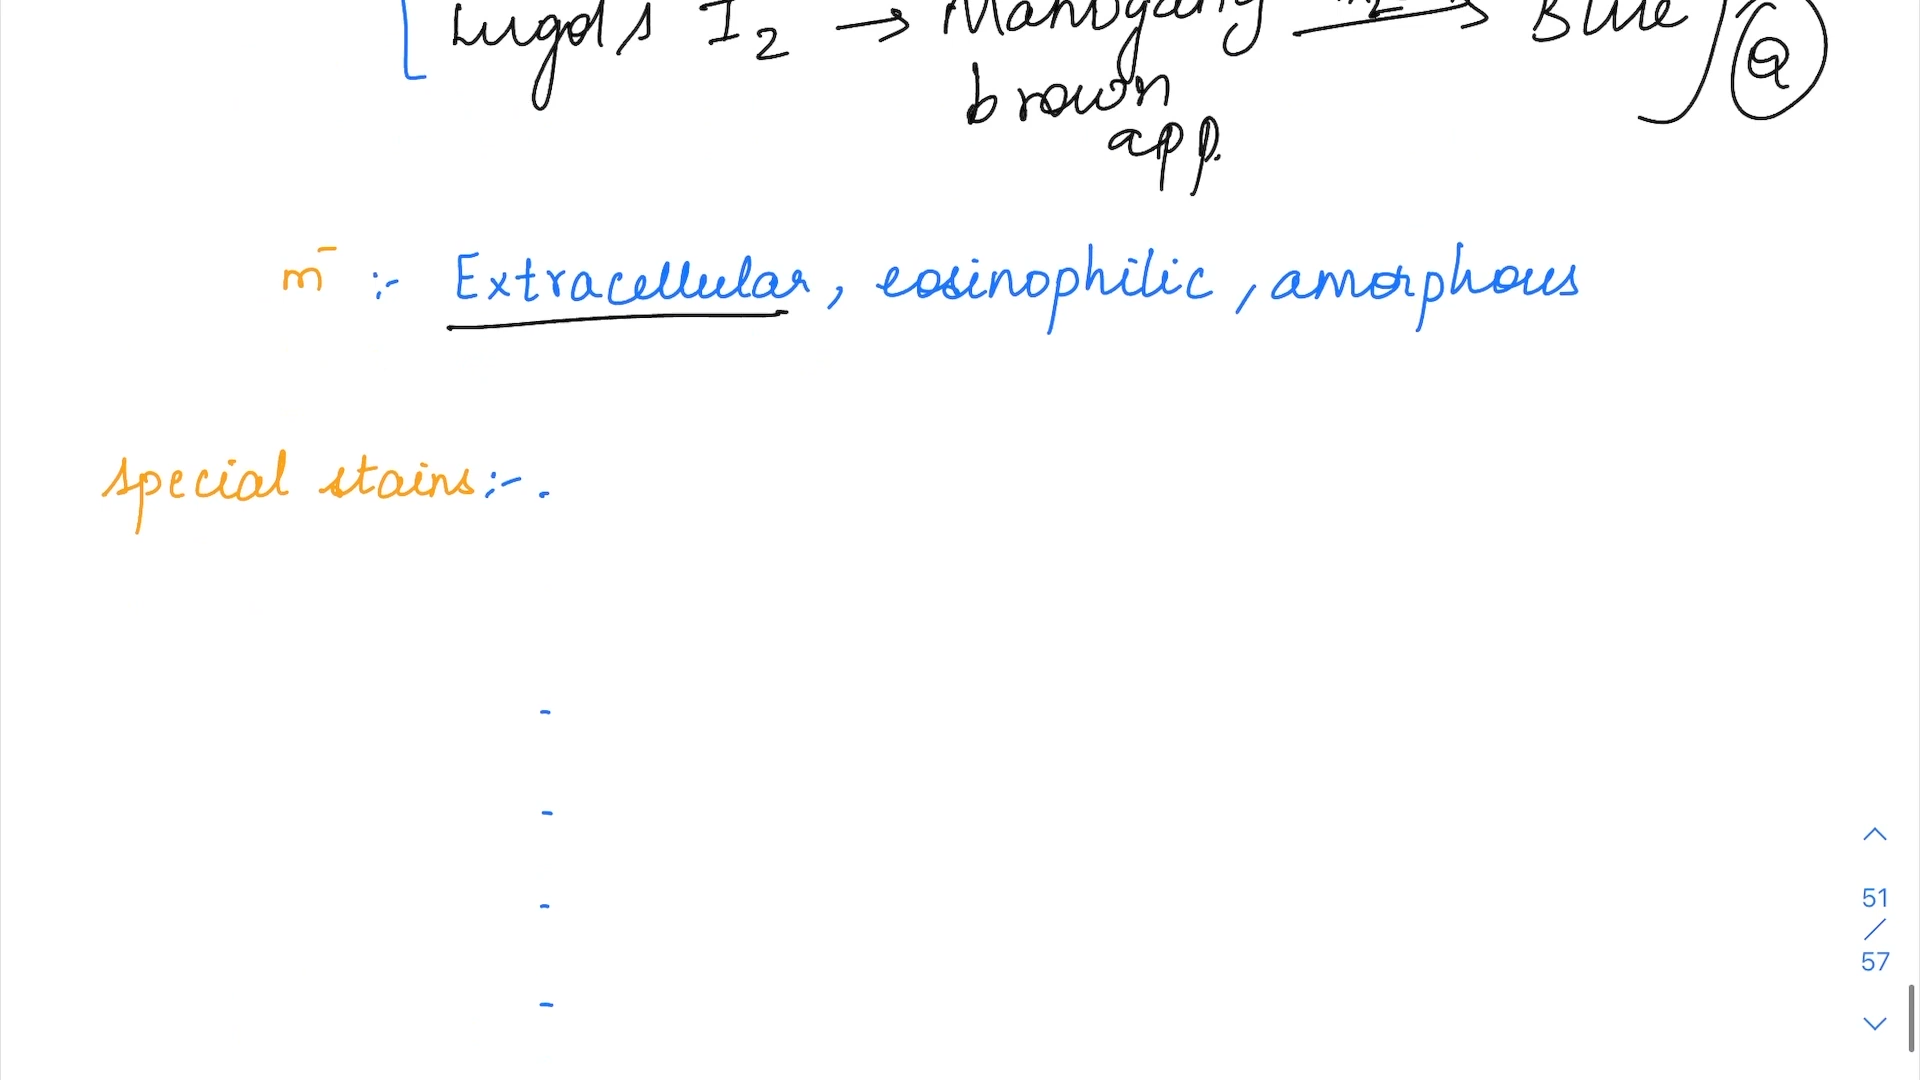 Lugol's I2 → Mahogany → Blue
Q
brown
app.
m̄ :- Extracellular, eosinophilic, amorphous
special stains:- .
-
-
51
/
-
57
-